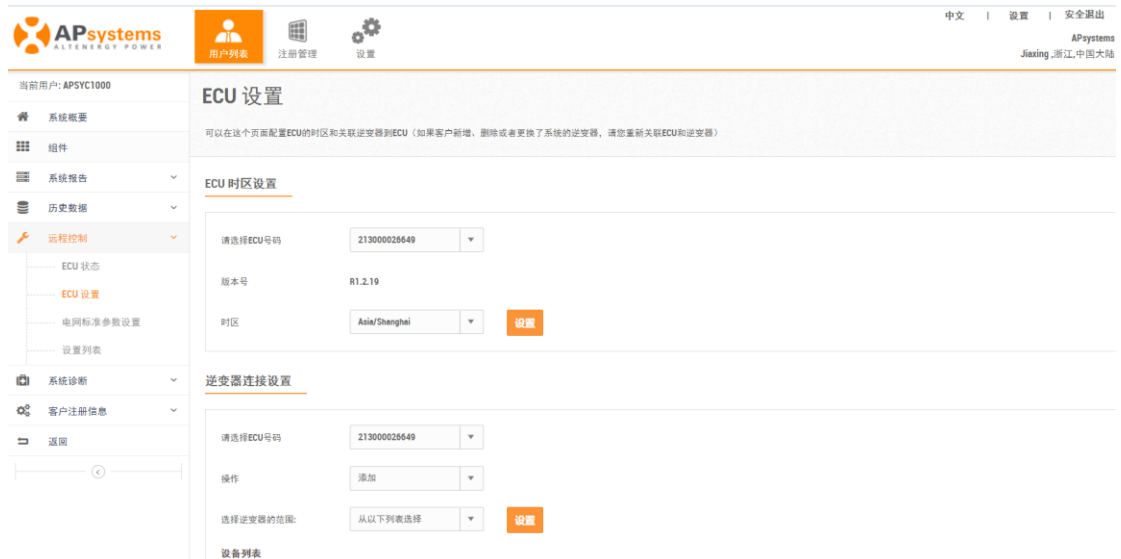 APsystems
ALTENERGY POWER
用户列表
注册管理
设置
中文 | 设置 | 安全退出
APsystems
Jiaxing ,浙江,中国大陆
当前用户: APSYC1000
系统概要
组件
系统报告
历史数据
远程控制
ECU 状态
ECU 设置
电网标准参数设置
设置列表
系统诊断
客户注册信息
返回
ECU 设置
可以在这个页面配置ECU的时区和关联逆变器到ECU（如果客户新增、删除或者更换了系统的逆变器，请您重新关联ECU和逆变器）
ECU 时区设置
请选择ECU号码 213000026649
版本号 R1.2.19
时区 Asia/Shanghai 设置
逆变器连接设置
请选择ECU号码 213000026649
操作 添加
选择逆变器的范围: 从以下列表选择 设置
设备列表